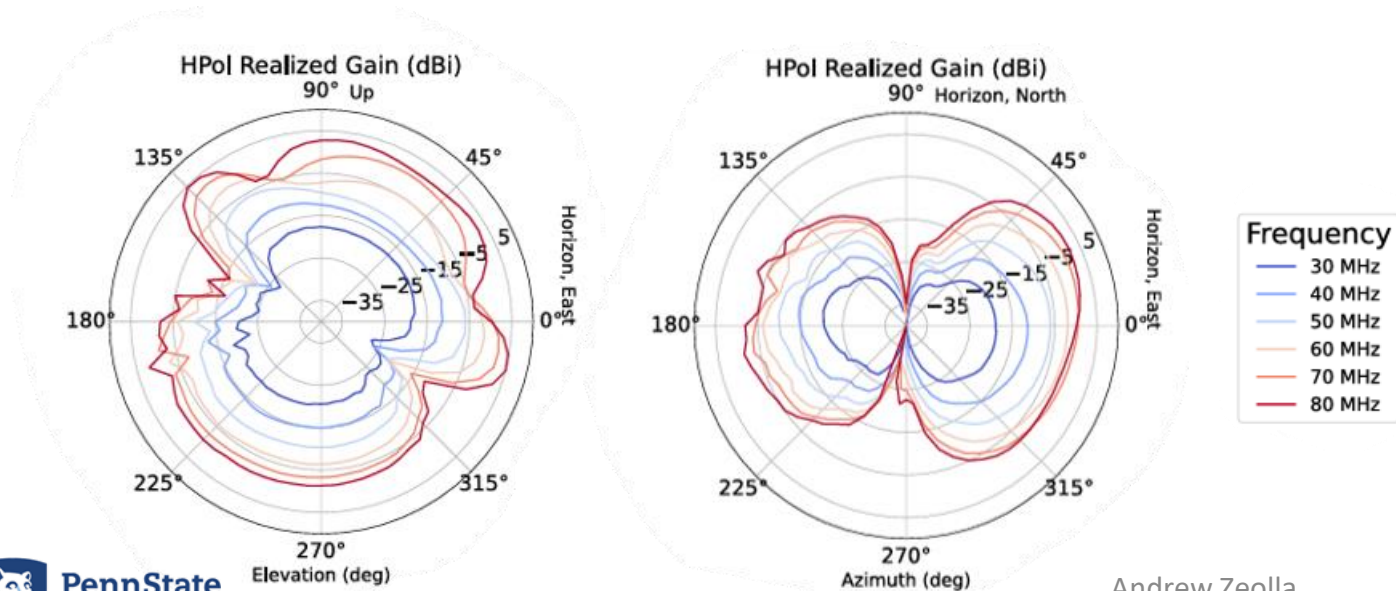 HPol Realized Gain (dBi)
90° Up
135°
45°
Horizon, East
5
−5
−15
−25
−35
180°
0°
225°
315°
270°
Elevation (deg)
HPol Realized Gain (dBi)
90° Horizon, North
135°
45°
Horizon, East
5
−5
−15
−25
−35
180°
0°
225°
315°
270°
Azimuth (deg)
Frequency
30 MHz
40 MHz
50 MHz
60 MHz
70 MHz
80 MHz
PennState
Andrew Zeolla